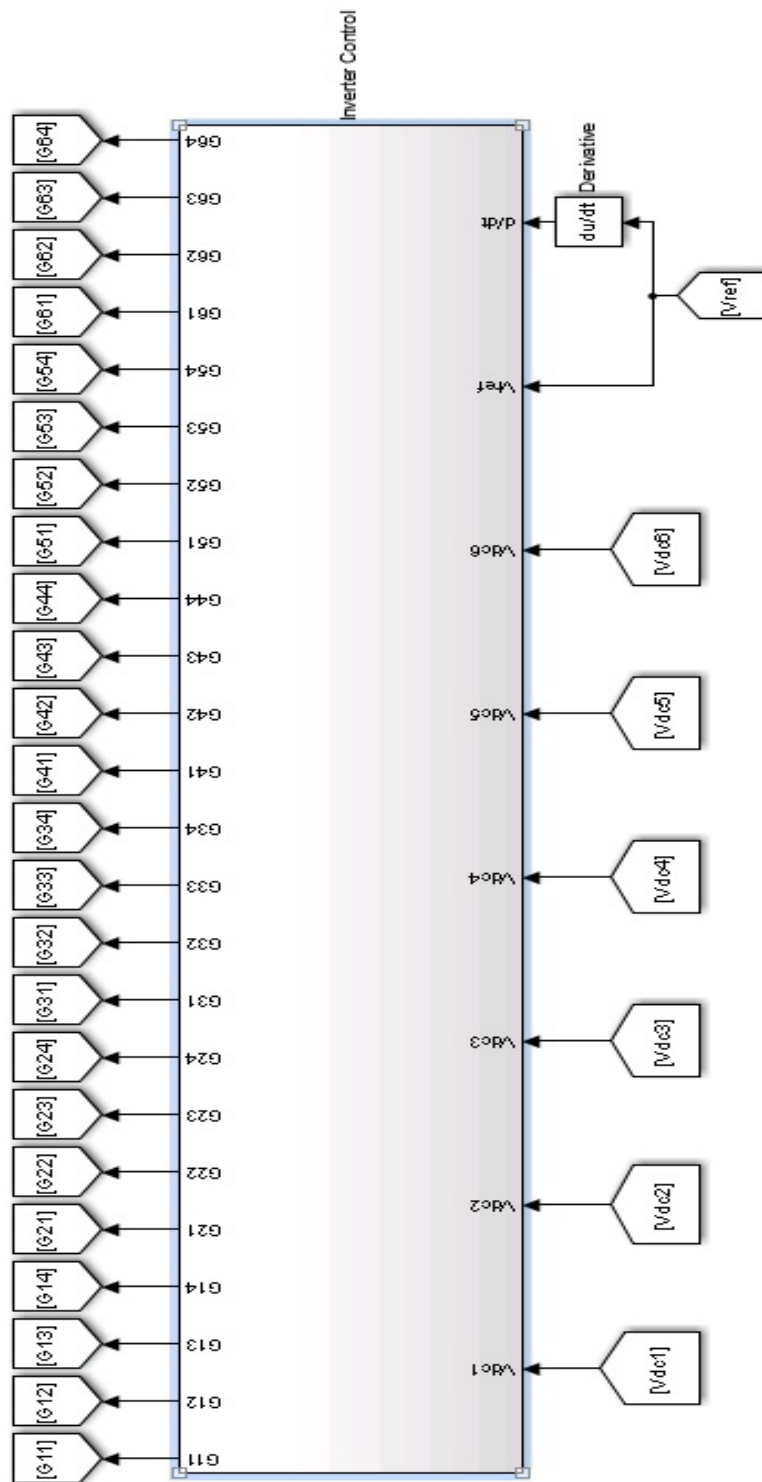 Inverter Control
[G64]
[G63]
[G62]
[G61]
[G54]
[G53]
[G52]
[G51]
[G44]
[G43]
[G42]
[G41]
[G34]
[G33]
[G32]
[G31]
[G24]
[G23]
[G22]
[G21]
[G14]
[G13]
[G12]
[G11]
G64
G63
G62
G61
G54
G53
G52
G51
G44
G43
G42
G41
G34
G33
G32
G31
G24
G23
G22
G21
G14
G13
G12
G11
d/dt
Vref
Vdc6
Vdc5
Vdc4
Vdc3
Vdc2
Vdc1
du/dt
Derivative
[Vref]
[Vdc6]
[Vdc5]
[Vdc4]
[Vdc3]
[Vdc2]
[Vdc1]